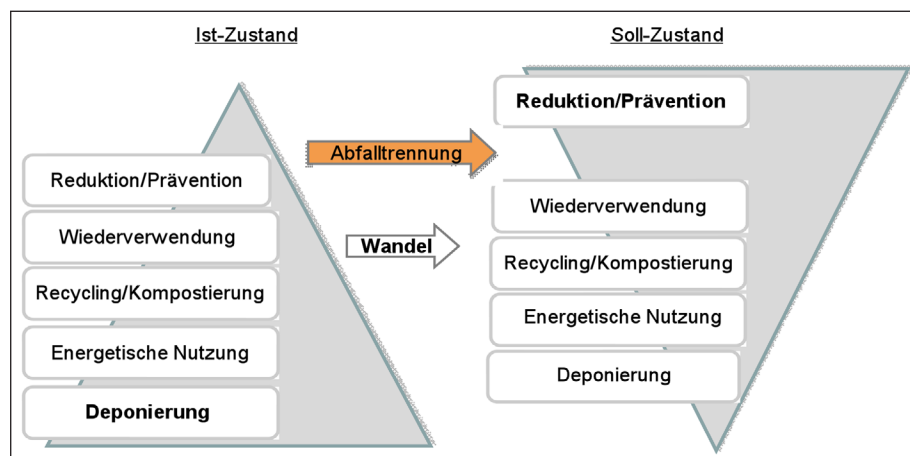 Ist-Zustand
Reduktion/Prävention
Wiederverwendung
Recycling/Kompostierung
Energetische Nutzung
Deponierung
Abfalltrennung
Wandel
Soll-Zustand
Reduktion/Prävention
Wiederverwendung
Recycling/Kompostierung
Energetische Nutzung
Deponierung